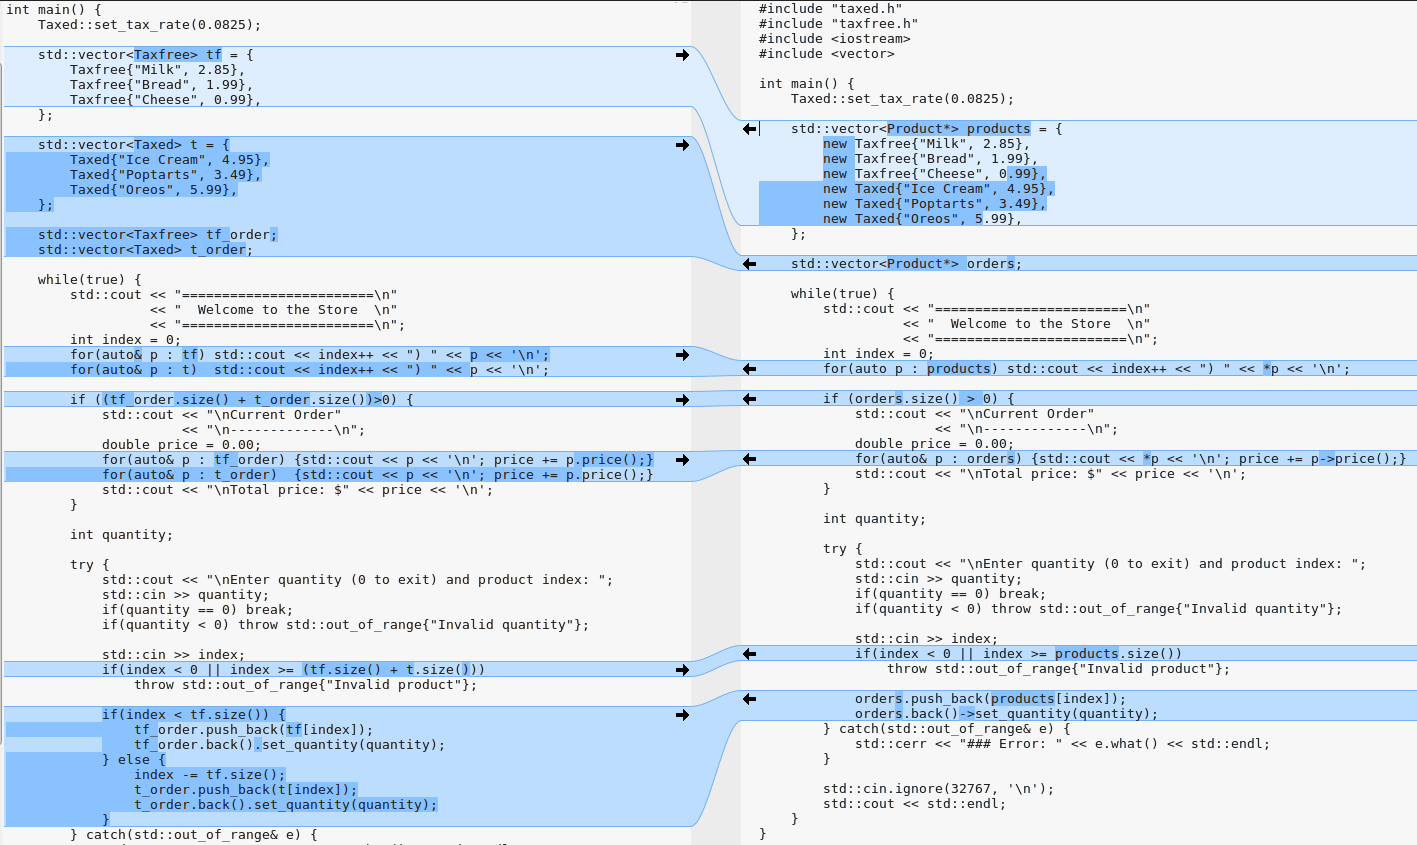 int main() {
    Taxed::set_tax_rate(0.0825);

    std::vector<Taxfree> tf = {
        Taxfree{"Milk", 2.85},
        Taxfree{"Bread", 1.99},
        Taxfree{"Cheese", 0.99},
    };

    std::vector<Taxed> t = {
        Taxed{"Ice Cream", 4.95},
        Taxed{"Poptarts", 3.49},
        Taxed{"Oreos", 5.99},
    };

    std::vector<Taxfree> tf_order;
    std::vector<Taxed> t_order;

    while(true) {
        std::cout << "========================\n"
                  << "  Welcome to the Store  \n"
                  << "========================\n";
        int index = 0;
        for(auto& p : tf) std::cout << index++ << ") " << p << '\n';
        for(auto& p : t)  std::cout << index++ << ") " << p << '\n';

        if ((tf_order.size() + t_order.size())>0) {
            std::cout << "\nCurrent Order"
                      << "\n-------------\n";
            double price = 0.00;
            for(auto& p : tf_order) {std::cout << p << '\n'; price += p.price();}
            for(auto& p : t_order)  {std::cout << p << '\n'; price += p.price();}
            std::cout << "\nTotal price: $" << price << '\n';
        }

        int quantity;

        try {
            std::cout << "\nEnter quantity (0 to exit) and product index: ";
            std::cin >> quantity;
            if(quantity == 0) break;
            if(quantity < 0) throw std::out_of_range{"Invalid quantity"};

            std::cin >> index;
            if(index < 0 || index >= (tf.size() + t.size()))
                throw std::out_of_range{"Invalid product"};

            if(index < tf.size()) {
                tf_order.push_back(tf[index]);
                tf_order.back().set_quantity(quantity);
            } else {
                index -= tf.size();
                t_order.push_back(t[index]);
                t_order.back().set_quantity(quantity);
            }
        } catch(std::out_of_range& e) {
#include "taxed.h"
#include "taxfree.h"
#include <iostream>
#include <vector>

int main() {
    Taxed::set_tax_rate(0.0825);

    std::vector<Product*> products = {
        new Taxfree{"Milk", 2.85},
        new Taxfree{"Bread", 1.99},
        new Taxfree{"Cheese", 0.99},
        new Taxed{"Ice Cream", 4.95},
        new Taxed{"Poptarts", 3.49},
        new Taxed{"Oreos", 5.99},
    };

    std::vector<Product*> orders;

    while(true) {
        std::cout << "========================\n"
                  << "  Welcome to the Store  \n"
                  << "========================\n";
        int index = 0;
        for(auto p : products) std::cout << index++ << ") " << *p << '\n';

        if (orders.size() > 0) {
            std::cout << "\nCurrent Order"
                      << "\n-------------\n";
            double price = 0.00;
            for(auto& p : orders) {std::cout << *p << '\n'; price += p->price();}
            std::cout << "\nTotal price: $" << price << '\n';
        }

        int quantity;

        try {
            std::cout << "\nEnter quantity (0 to exit) and product index: ";
            std::cin >> quantity;
            if(quantity == 0) break;
            if(quantity < 0) throw std::out_of_range{"Invalid quantity"};

            std::cin >> index;
            if(index < 0 || index >= products.size())
                throw std::out_of_range{"Invalid product"};

            orders.push_back(products[index]);
            orders.back()->set_quantity(quantity);
        } catch(std::out_of_range& e) {
            std::cerr << "### Error: " << e.what() << std::endl;
        }

        std::cin.ignore(32767, '\n');
        std::cout << std::endl;
    }
}